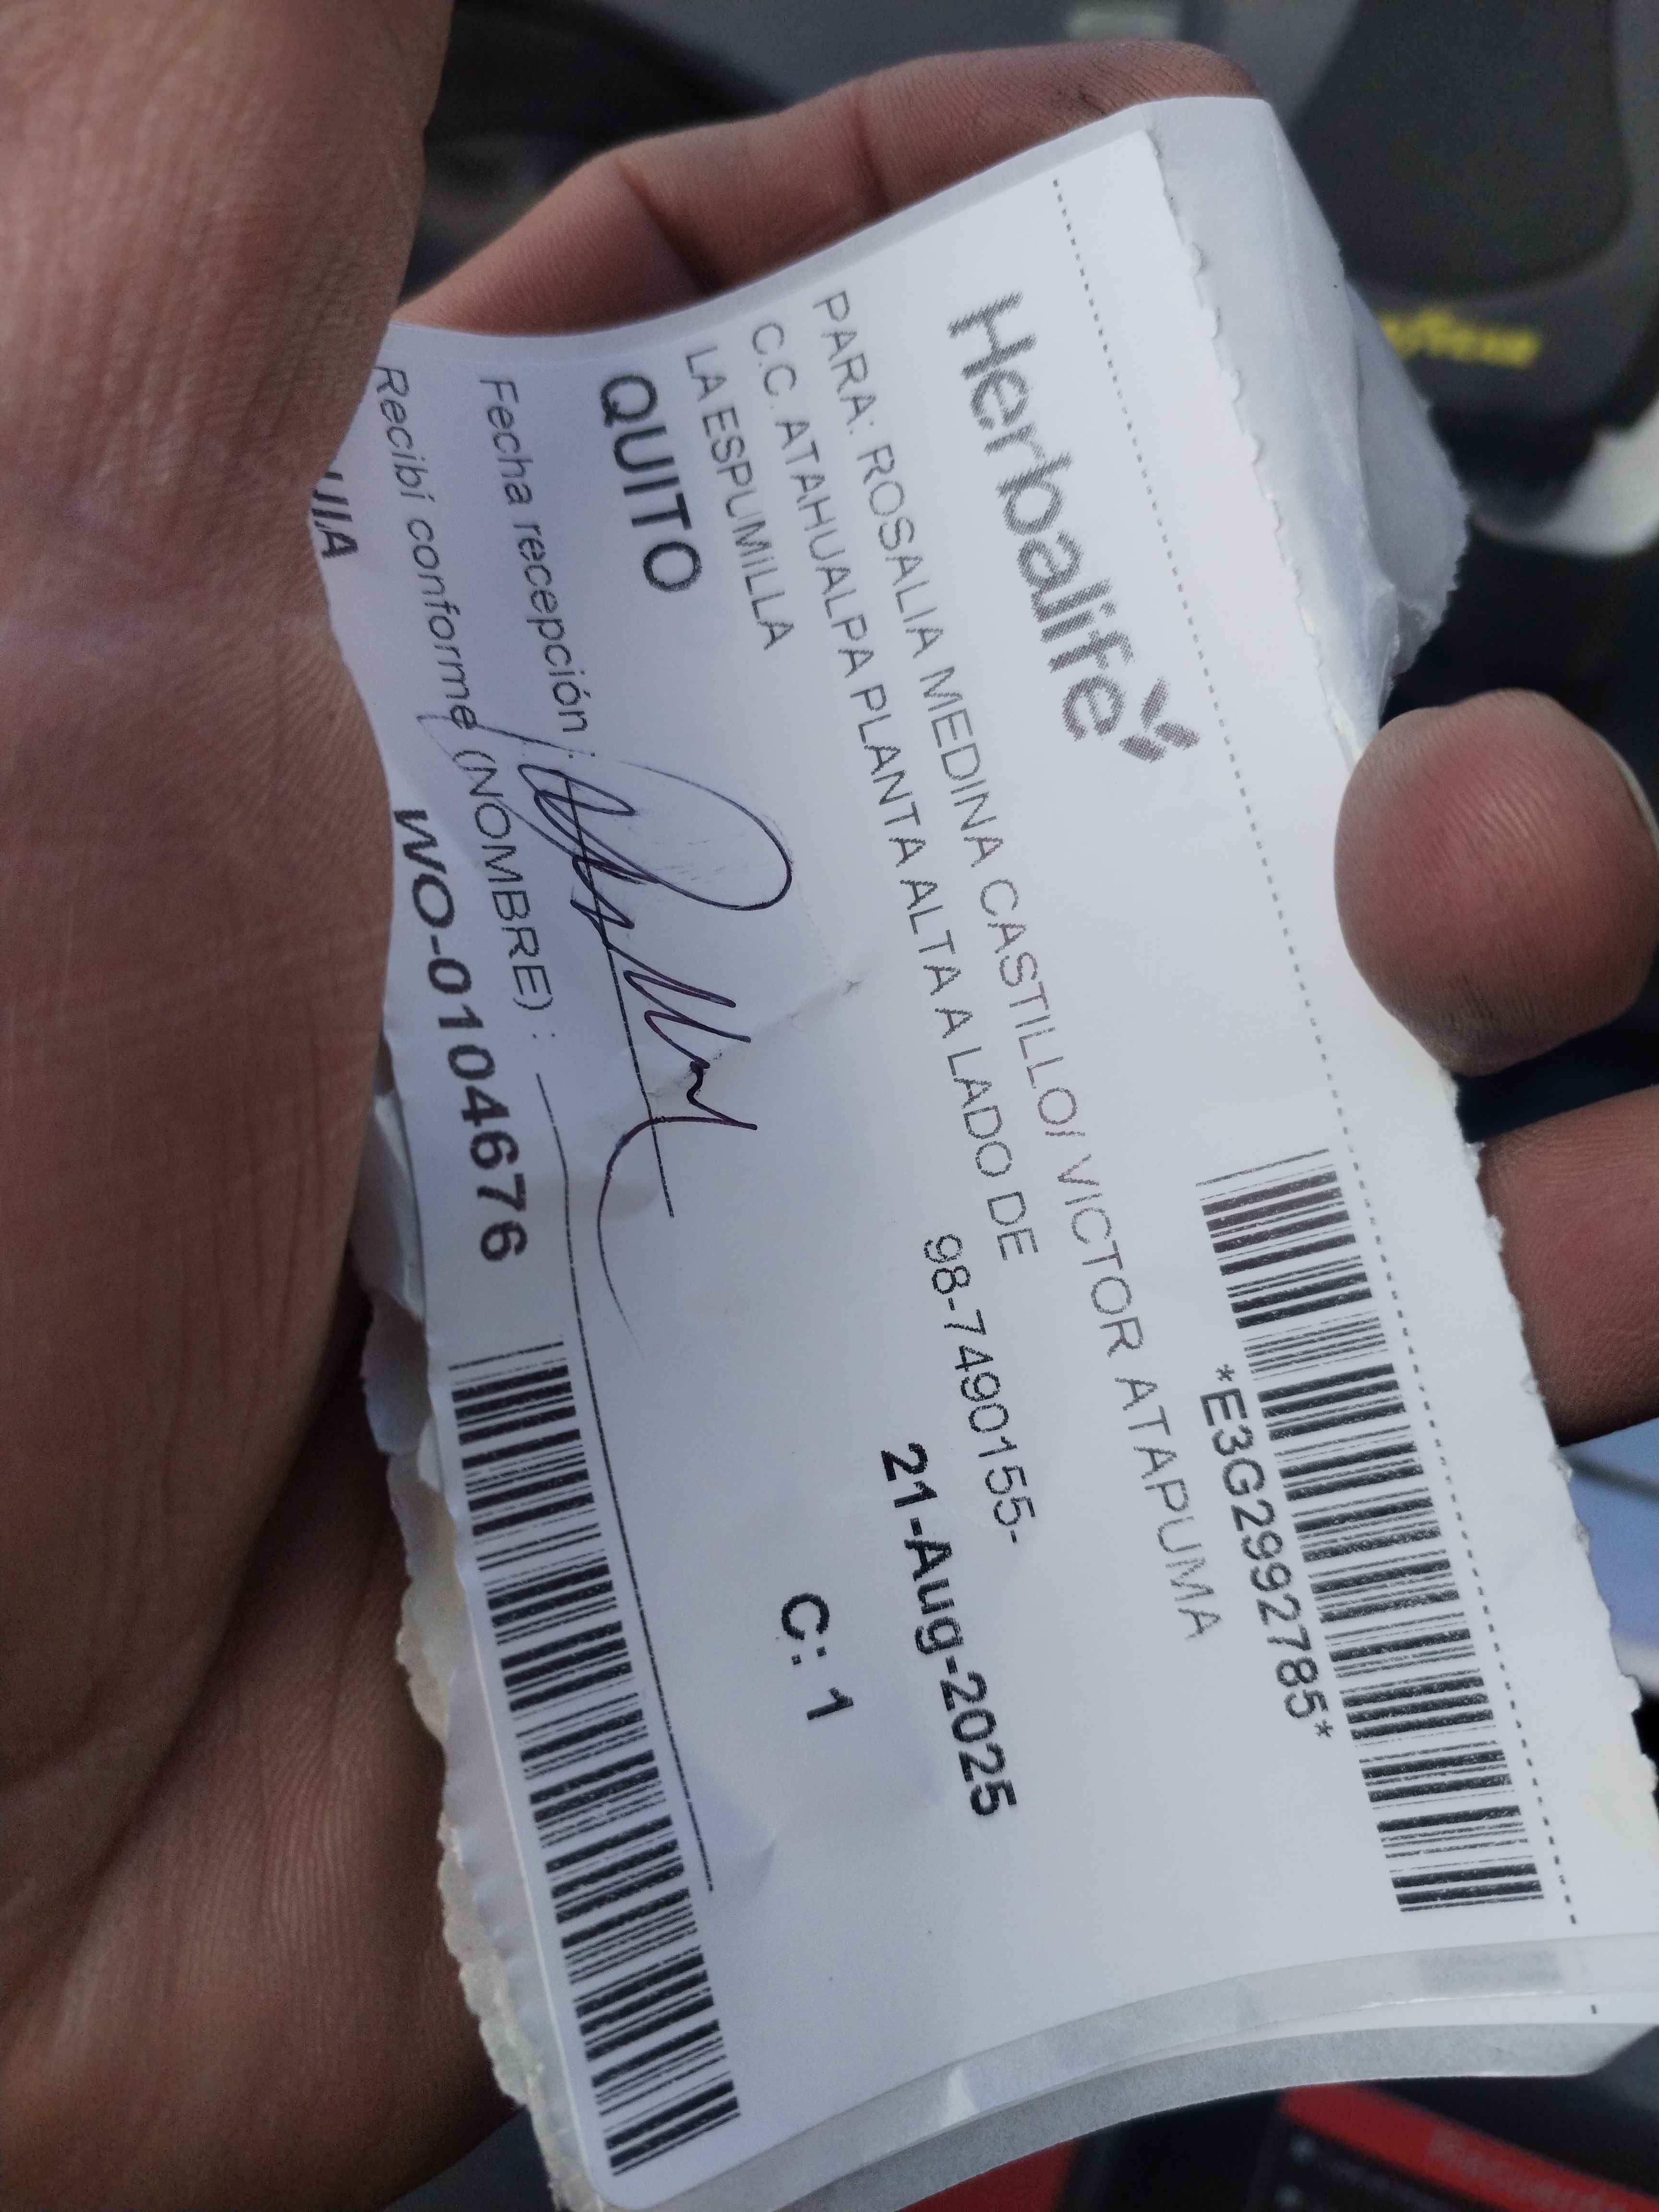 Herbalife
*E3G2992785*
PARA: ROSALIA MEDINA CASTILLO/ VICTOR ATAPUMA
C.C. ATAHUALPA PLANTA ALTA A LADO DE
LA ESPUMILLA
98-7490155-
QUITO
21-Aug-2025
C: 1
Fecha recepción :
Recibí conforme (NOMBRE) :
WO-0104676